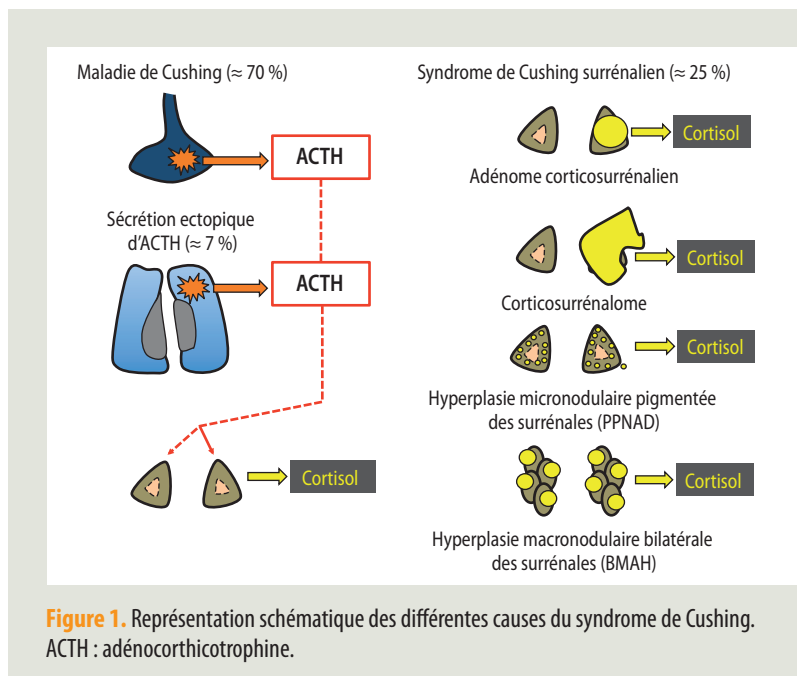 Maladie de Cushing (≈ 70 %)
ACTH
Sécrétion ectopique
d'ACTH (≈ 7 %)
ACTH
Cortisol
Syndrome de Cushing surrénalien (≈ 25 %)
Cortisol
Adénome corticosurrénalien
Cortisol
Corticosurrénalome
Cortisol
Hyperplasie micronodulaire pigmentée
des surrénales (PPNAD)
Cortisol
Hyperplasie macronodulaire bilatérale
des surrénales (BMAH)
Figure 1. Représentation schématique des différentes causes du syndrome de Cushing.
ACTH : adénocorthicotrophine.